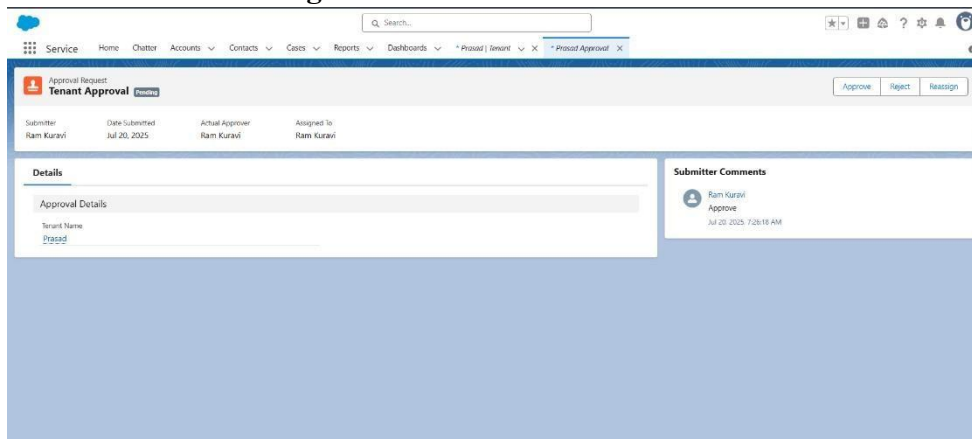 g
Search...
Service Home Chatter Accounts Contacts Cases Reports Dashboards * Prasad | Tenant * Prasad Approval
Approval Request
Tenant Approval Pending
Approve Reject Reassign
Submitter Date Submitted Actual Approver Assigned To
Ram Kuravi Jul 20, 2025 Ram Kuravi Ram Kuravi
Details
Approval Details
Tenant Name
Prasad
Submitter Comments
Ram Kuravi
Approve
Jul 20, 2025, 7:26:18 AM